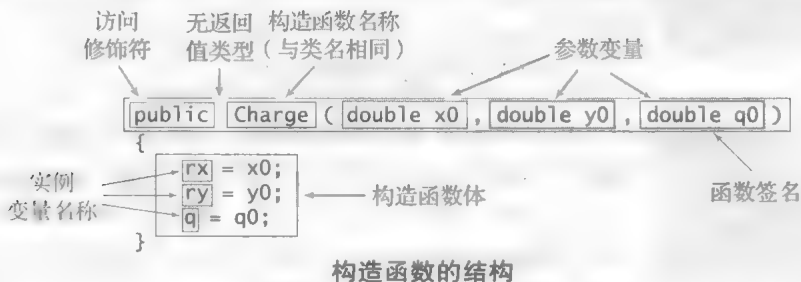 访问 无返回 构造函数名称
修饰符 值类型（与类名相同） 参数变量
public Charge ( double x0 , double y0 , double q0 )
{
rx = x0;
实例 ry = y0; 构造函数体 函数签名
变量名称 q = q0;
}
构造函数的结构